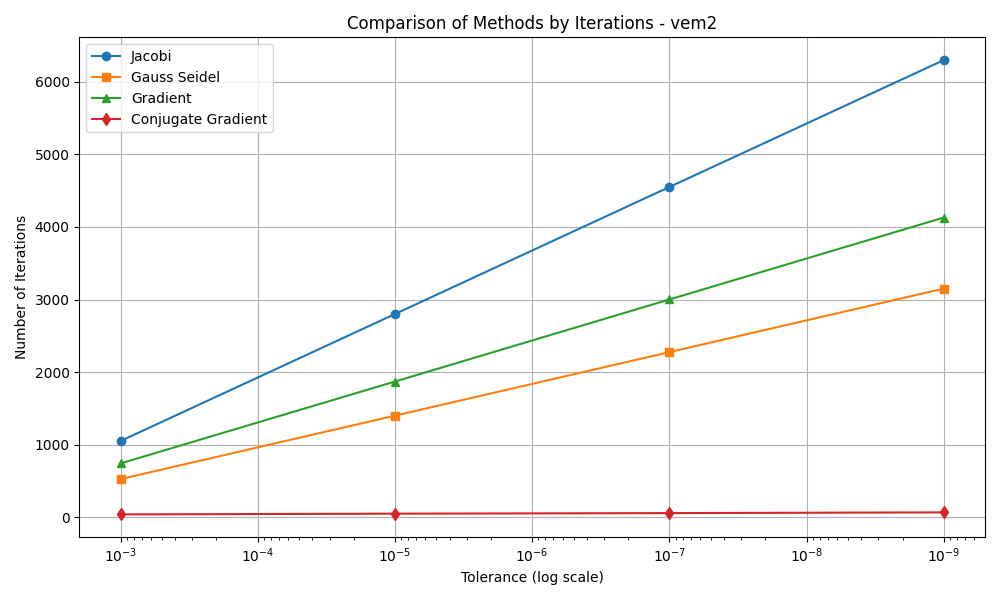 Comparison of Methods by Iterations - vem2
Jacobi
Gauss Seidel
Gradient
Conjugate Gradient
Number of Iterations
6000
5000
4000
3000
2000
1000
0
10⁻³ 10⁻⁴ 10⁻⁵ 10⁻⁶ 10⁻⁷ 10⁻⁸ 10⁻⁹
Tolerance (log scale)